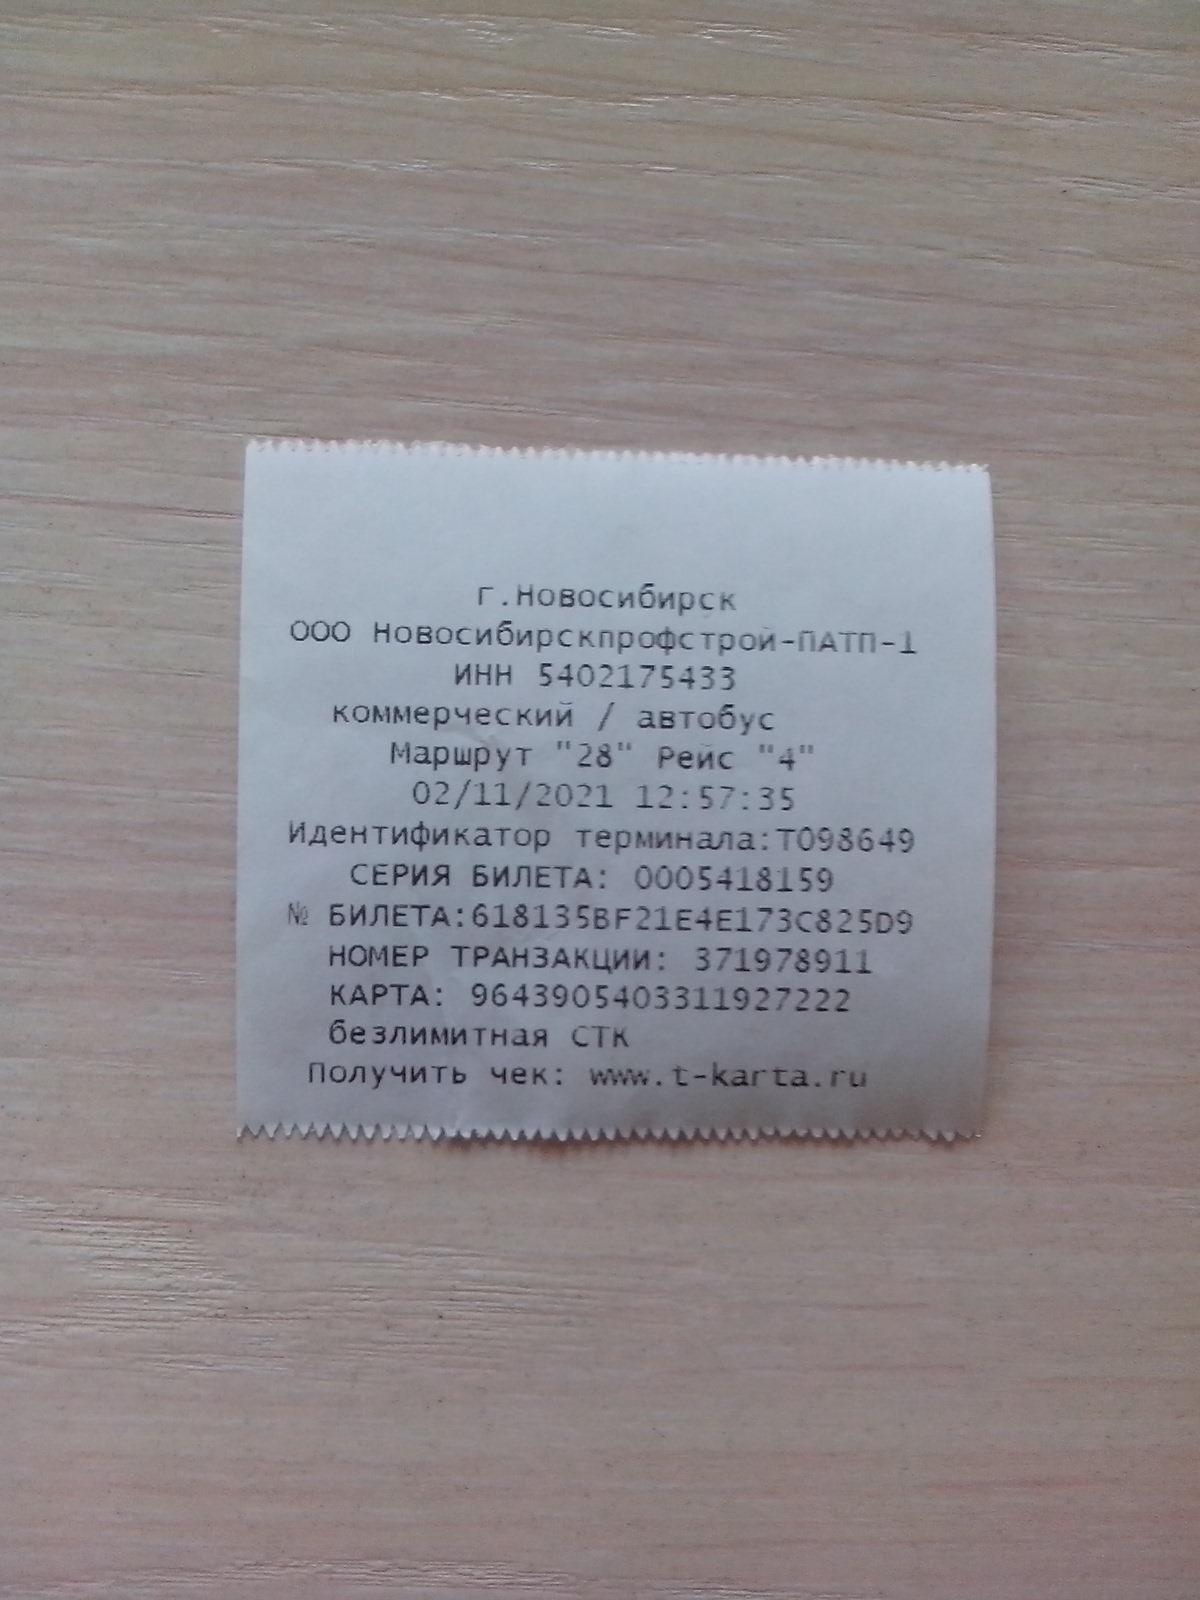 г.Новосибирск
ООО Новосибирскпрофстрой-ПАТП-1
ИНН 5402175433
коммерческий / автобус
Маршрут "28" Рейс "4"
02/11/2021 12:57:35
Идентификатор терминала:T098649
СЕРИЯ БИЛЕТА: 0005418159
№ БИЛЕТА:618135BF21E4E173C825D9
НОМЕР ТРАНЗАКЦИИ: 371978911
КАРТА: 9643905403311927222
безлимитная СТК
Получить чек: www.t-karta.ru